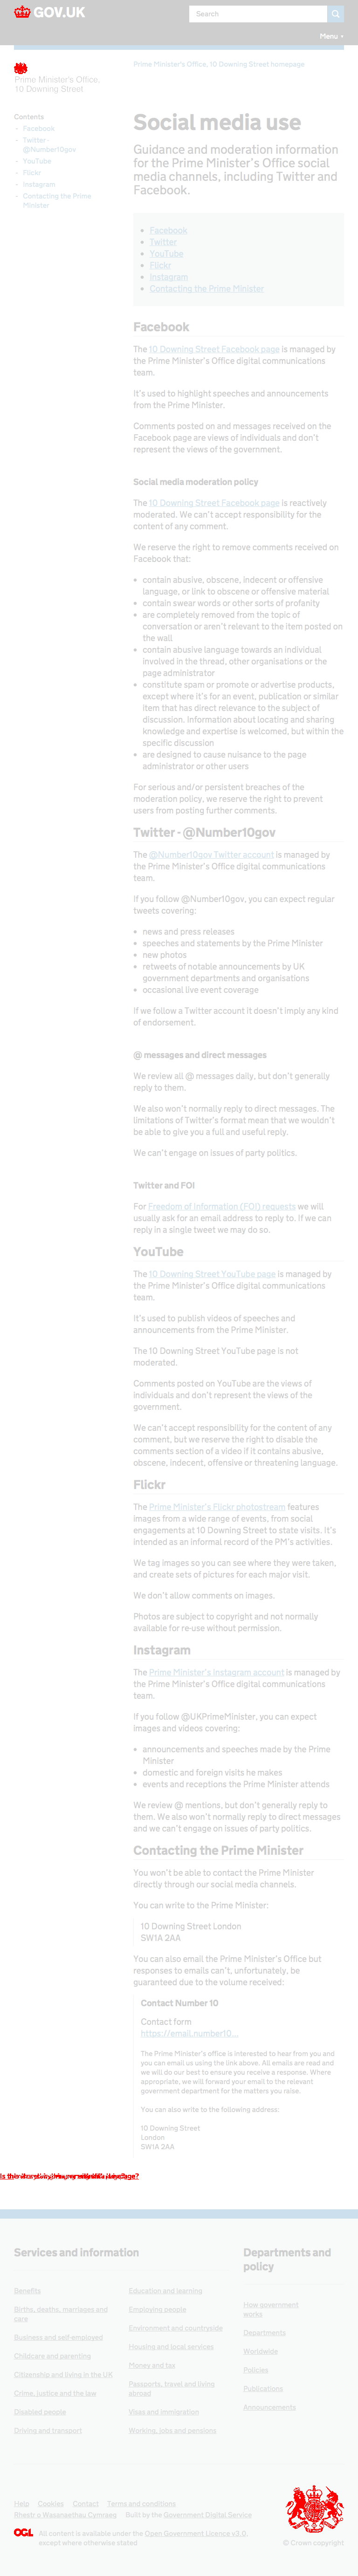 GOV.UK
Search
Menu
Prime Minister's Office,
10 Downing Street
Prime Minister's Office, 10 Downing Street homepage
Contents
Facebook
Twitter -
@Number10gov
YouTube
Flickr
Instagram
Contacting the Prime
Minister
Social media use
Guidance and moderation information
for the Prime Minister's Office social
media channels, including Twitter and
Facebook.
Facebook
Twitter
YouTube
Flickr
Instagram
Contacting the Prime Minister
Facebook
The 10 Downing Street Facebook page is managed by
the Prime Minister's Office digital communications
team.
It's used to highlight speeches and announcements
from the Prime Minister.
Comments posted on and messages received on the
Facebook page are views of individuals and don't
represent the views of the government.
Social media moderation policy
The 10 Downing Street Facebook page is reactively
moderated. We can't accept responsibility for the
content of any comment.
We reserve the right to remove comments received on
Facebook that:
contain abusive, obscene, indecent or offensive
language, or link to obscene or offensive material
contain swear words or other sorts of profanity
are completely removed from the topic of
conversation or aren't relevant to the item posted on
the wall
contain abusive language towards an individual
involved in the thread, other organisations or the
page administrator
constitute spam or promote or advertise products,
except where it's for an event, publication or similar
item that has direct relevance to the subject of
discussion. Information about locating and sharing
knowledge and expertise is welcomed, but within the
specific discussion
are designed to cause nuisance to the page
administrator or other users
For serious and/or persistent breaches of the
moderation policy, we reserve the right to prevent
users from posting further comments.
Twitter - @Number10gov
The @Number10gov Twitter account is managed by
the Prime Minister's Office digital communications
team.
If you follow @Number10gov, you can expect regular
tweets covering:
news and press releases
speeches and statements by the Prime Minister
new photos
retweets of notable announcements by UK
government departments and organisations
occasional live event coverage
If we follow a Twitter account it doesn't imply any kind
of endorsement.
@ messages and direct messages
We review all @ messages daily, but don't generally
reply to them.
We also won't normally reply to direct messages. The
limitations of Twitter's format mean that we wouldn't
be able to give you a full and useful reply.
We can't engage on issues of party politics.
Twitter and FOI
For Freedom of Information (FOI) requests we will
usually ask for an email address to reply to. If we can
reply in a single tweet we may do so.
YouTube
The 10 Downing Street YouTube page is managed by
the Prime Minister's Office digital communications
team.
It's used to publish videos of speeches and
announcements from the Prime Minister.
The 10 Downing Street YouTube page is not
moderated.
Comments posted on YouTube are the views of
individuals and don't represent the views of the
government.
We can't accept responsibility for the content of any
comment, but we reserve the right to disable the
comments section of a video if it contains abusive,
obscene, indecent, offensive or threatening language.
Flickr
The Prime Minister's Flickr photostream features
images from a wide range of events, from social
engagements at 10 Downing Street to state visits. It's
intended as an informal record of the PM's activities.
We tag images so you can see where they were taken,
and create sets of pictures for each major visit.
We don't allow comments on images.
Photos are subject to copyright and not normally
available for re-use without permission.
Instagram
The Prime Minister's Instagram account is managed by
the Prime Minister's Office digital communications
team.
If you follow @UKPrimeMinister, you can expect
images and videos covering:
announcements and speeches made by the Prime
Minister
domestic and foreign visits he makes
events and receptions the Prime Miniater attends
We review @ mentions, but don't generally reply to
them. We also won't normally reply to direct messages
and we can't engage on issues of party politics.
Contacting the Prime Minister
You won't be able to contact the Prime Minister
directly through our social media channels.
You can write to the Prime Minister:
10 Downing Street London
SW1A 2AA
You can also email the Prime Minister's Office but
responses to emails can't, unfortunately, be
guaranteed due to the volume received:
Contact Number 10
Contact form
https://email.number10...
The Prime Minister's office is interested to hear from you and
you can email us using the link above. All emails are read and
we will do our best to ensure you receive a response. Where
appropriate, we will forward your email to the relevant
government department for the matters you raise.
You can also write to the following address:
10 Downing Street
London
SW1A 2AA
Services and information
Benefits
Births, deaths, marriages and
care
Business and self-employed
Childcare and parenting
Citizenship and living in the UK
Crime, justice and the law
Disabled people
Driving and transport
Education and learning
Employing people
Environment and countryside
Housing and local services
Money and tax
Passports, travel and living
abroad
Visas and immigration
Working, jobs and pensions
Departments and
policy
How government
works
Departments
Worldwide
Policies
Publications
Announcements
Help Cookies Contact Terms and conditions
Rhestr o Wasanaethau Cymraeg Built by the Government Digital Service
OGL All content is available under the Open Government Licence v3.0,
except where otherwise stated
© Crown copyright